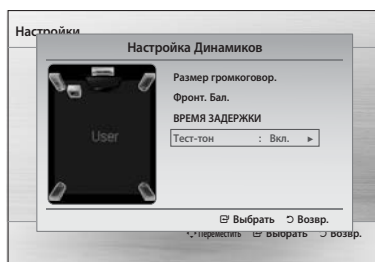 Настройки
Настройка Динамиков
Размер громкоговор.
Фронт. Бал.
ВРЕМЯ ЗАДЕРЖКИ
Тест-тон : Вкл. ►
User
Выбрать Возвр.
Переместить Выбрать Возвр.